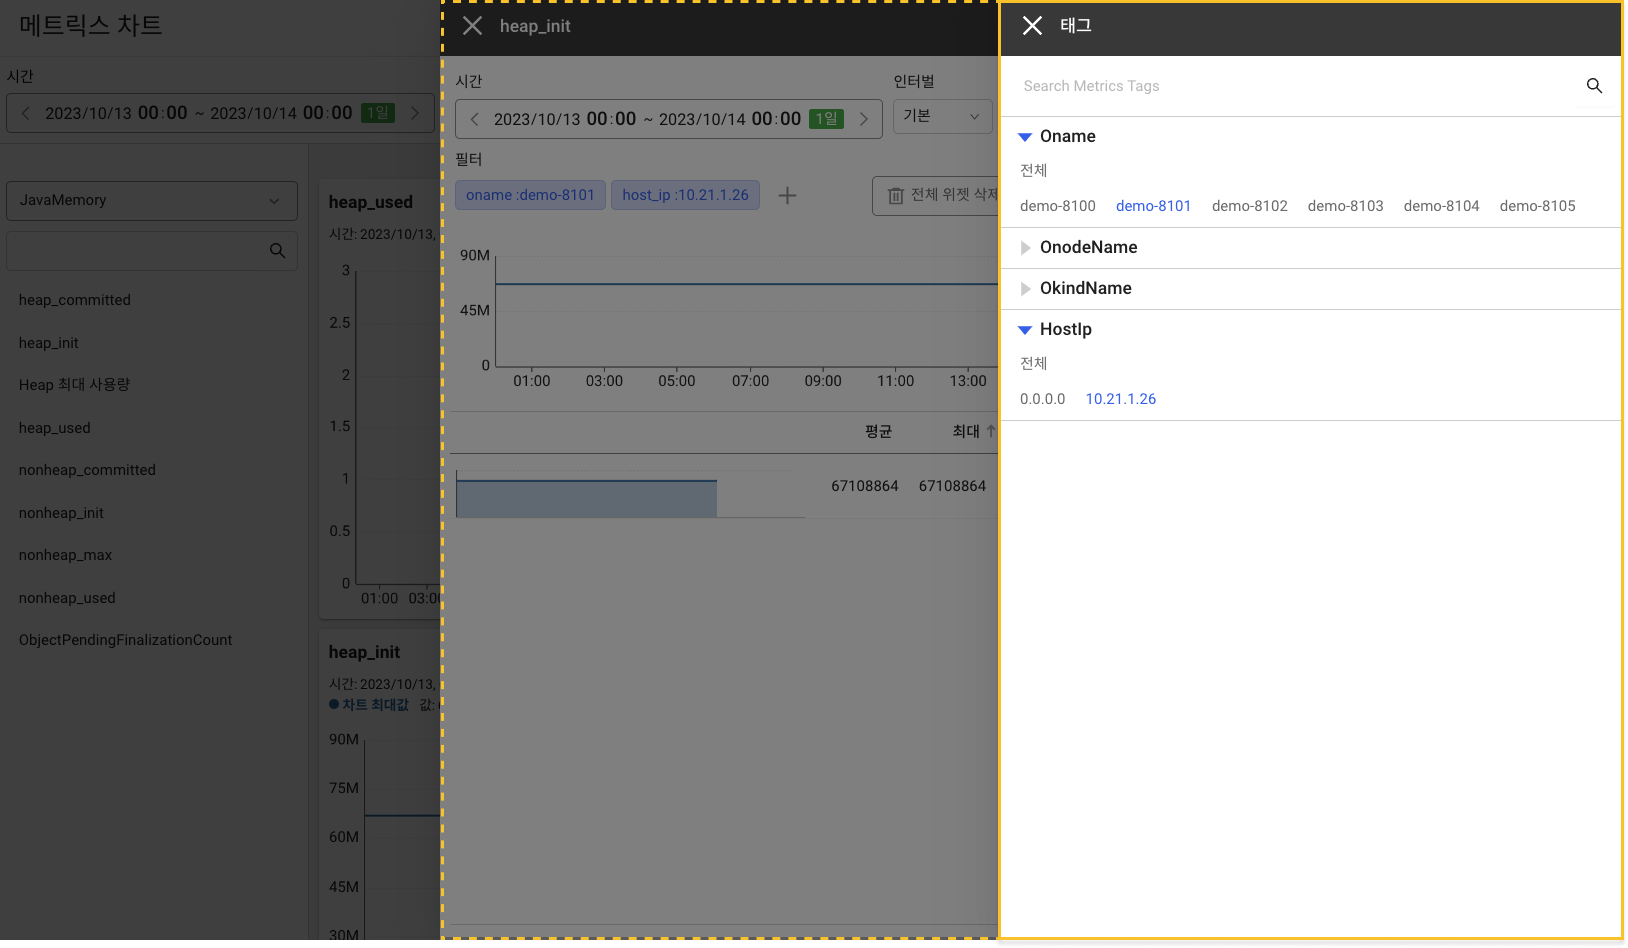 메트릭스 차트
시간
2023/10/13 00:00 ~ 2023/10/14 00:00 1일
JavaMemory
heap_committed
heap_init
Heap 최대 사용량
heap_used
nonheap_committed
nonheap_init
nonheap_max
nonheap_used
ObjectPendingFinalizationCount
heap_used
시간: 2023/10/13,
3
2.5
2
1.5
1
0.5
0
01:00 03:00
heap_init
시간: 2023/10/13,
차트 최대값 값:
90M
75M
60M
45M
30M
heap_init
시간
인터벌
2023/10/13 00:00 ~ 2023/10/14 00:00 1일
기본
필터
oname :demo-8101 host_ip :10.21.1.26
전체 위젯 삭제
90M
45M
0
01:00 03:00 05:00 07:00 09:00 11:00 13:00
평균 최대
67108864 67108864
태그
Search Metrics Tags
Oname
전체
demo-8100 demo-8101 demo-8102 demo-8103 demo-8104 demo-8105
OnodeName
OkindName
HostIp
전체
0.0.0.0 10.21.1.26